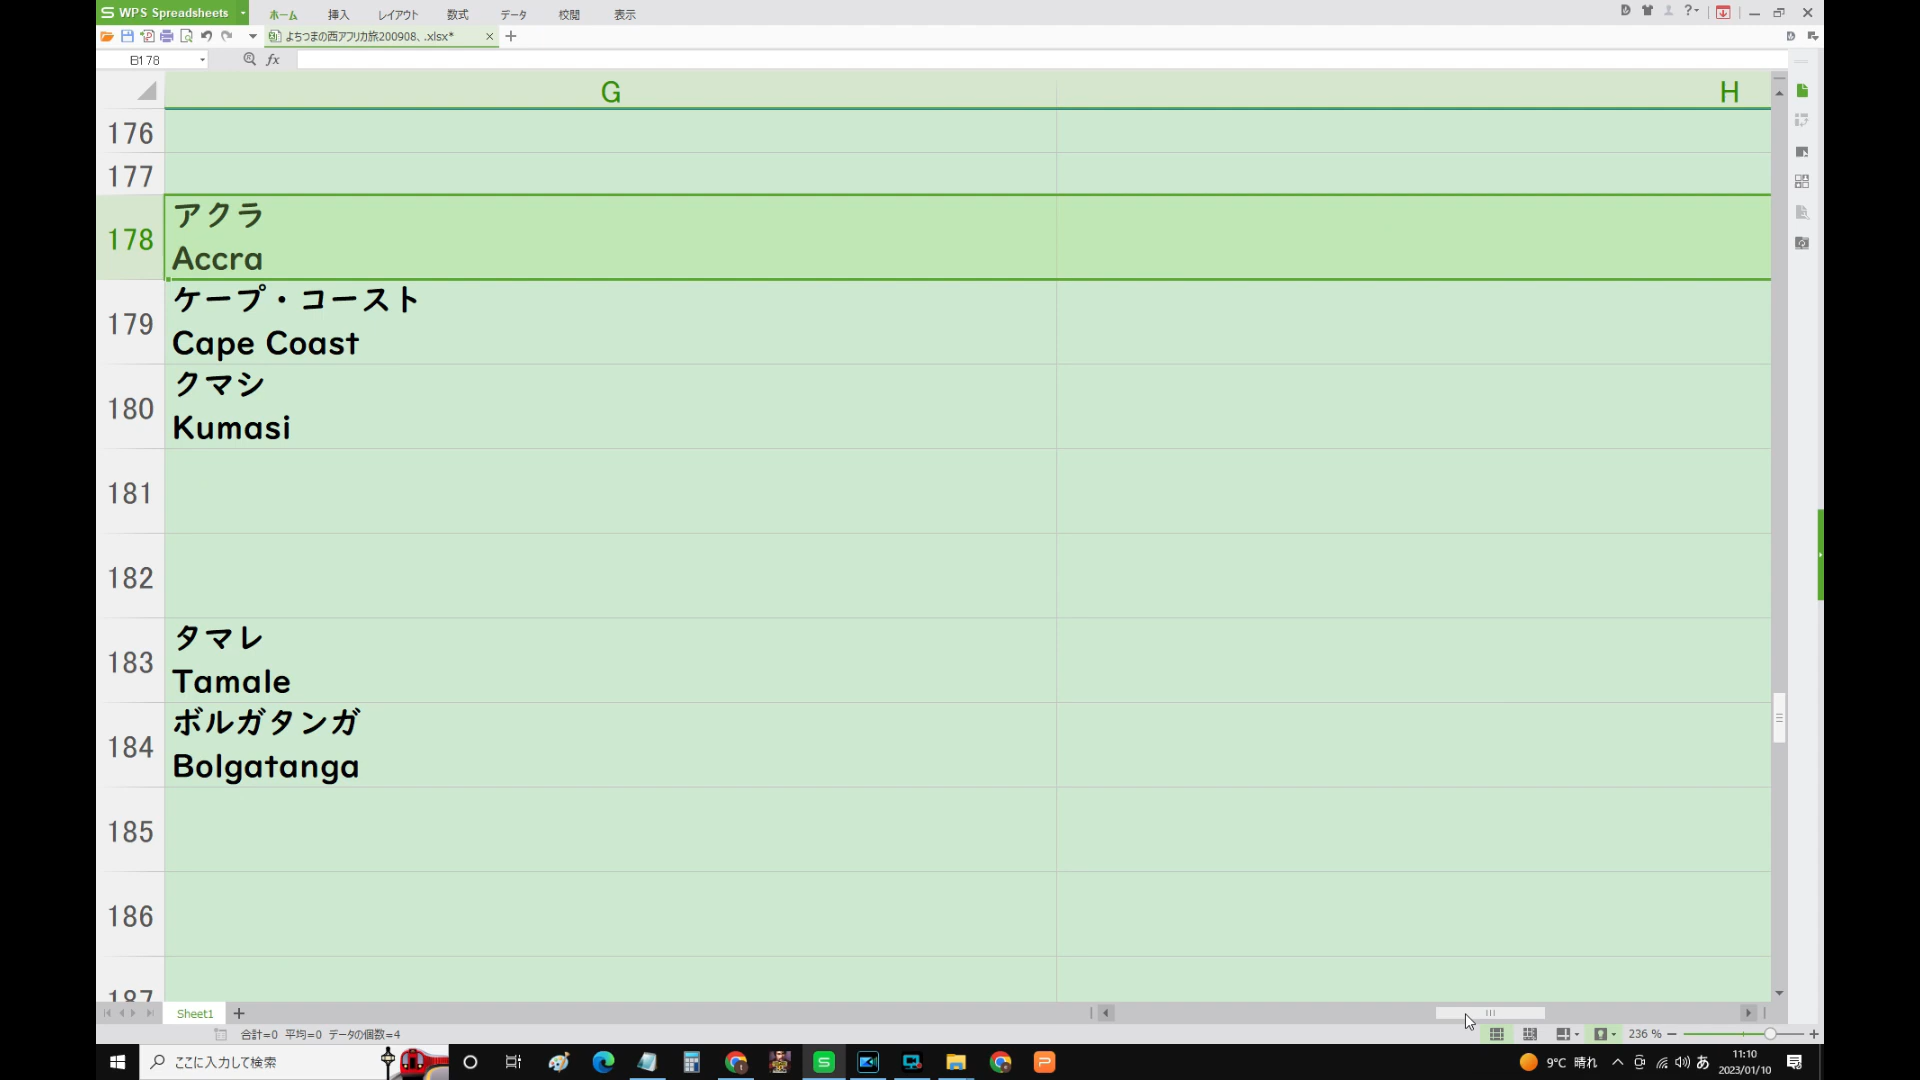 WPS Spreadsheets
ホーム 挿入 レイアウト 数式 データ 校閲 表示
よちつまの西アフリカ旅200908、.xlsx*
B178
fx
G H
176
177
178 アクラ
Accra
179 ケープ・コースト
Cape Coast
180 クマシ
Kumasi
181
182
183 タマレ
Tamale
184 ボルガタンガ
Bolgatanga
185
186
187
Sheet1
合計=0 平均=0 データの個数=4
236 %
ここに入力して検索
9°C 晴れ
あ
11:10
2023/01/10